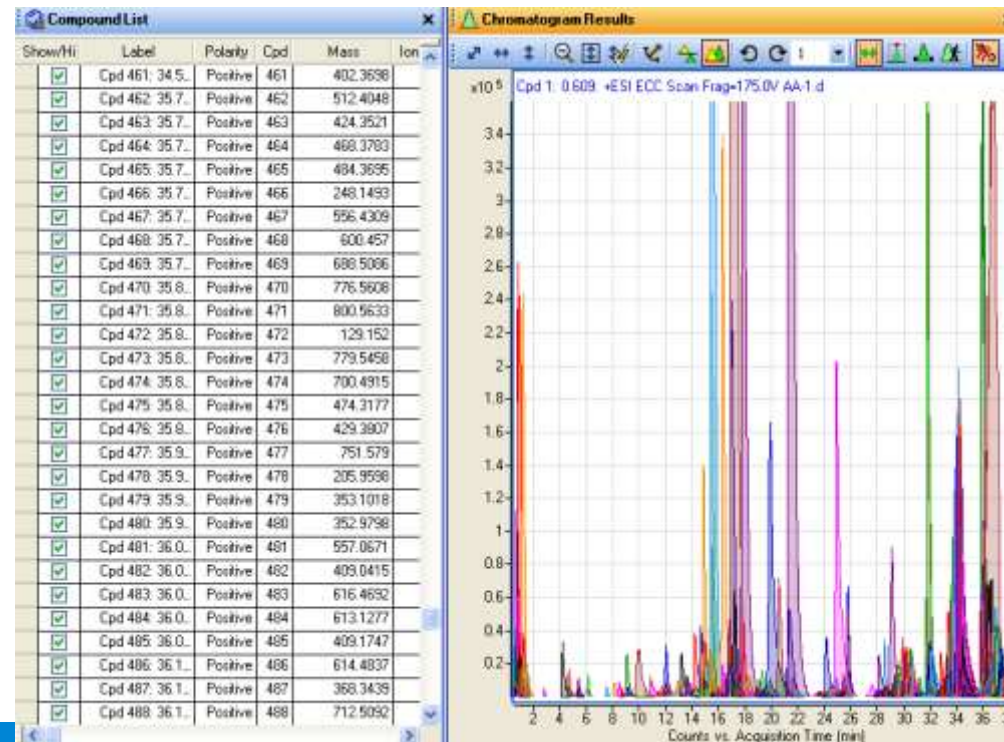 Compound List
Show/Hi Label Polarity Cpd Mass Ion
Cpd 461: 34.5... Positive 461 402.3698
Cpd 462: 35.7... Positive 462 512.4048
Cpd 463: 35.7... Positive 463 424.3521
Cpd 464: 35.7... Positive 464 468.3783
Cpd 465: 35.7... Positive 465 484.3695
Cpd 466: 35.7... Positive 466 248.1493
Cpd 467: 35.7... Positive 467 556.4309
Cpd 468: 35.7... Positive 468 600.457
Cpd 469: 35.7... Positive 469 688.5086
Cpd 470: 35.8... Positive 470 776.5608
Cpd 471: 35.8... Positive 471 800.5633
Cpd 472: 35.8... Positive 472 129.152
Cpd 473: 35.8... Positive 473 779.5458
Cpd 474: 35.8... Positive 474 700.4915
Cpd 475: 35.8... Positive 475 474.3177
Cpd 476: 35.8... Positive 476 429.3807
Cpd 477: 35.9... Positive 477 751.579
Cpd 478: 35.9... Positive 478 205.9598
Cpd 479: 35.9... Positive 479 353.1018
Cpd 480: 35.9... Positive 480 352.9798
Cpd 481: 36.0... Positive 481 557.0671
Cpd 482: 36.0... Positive 482 409.0415
Cpd 483: 36.0... Positive 483 616.4692
Cpd 484: 36.0... Positive 484 613.1277
Cpd 485: 36.0... Positive 485 409.1747
Cpd 486: 36.1... Positive 486 614.4837
Cpd 487: 36.1... Positive 487 368.3439
Cpd 488: 36.1... Positive 488 712.5092
Chromatogram Results
1
x10 5 Cpd 1: 0.609: +ESI ECC Scan Frag=175.0V AA-1.d
3.4
3.2
3
2.8
2.6
2.4
2.2
2
1.8
1.6
1.4
1.2
1
0.8
0.6
0.4
0.2
2 4 6 8 10 12 14 16 18 20 22 24 26 28 30 32 34 36
Counts vs. Acquisition Time (min)